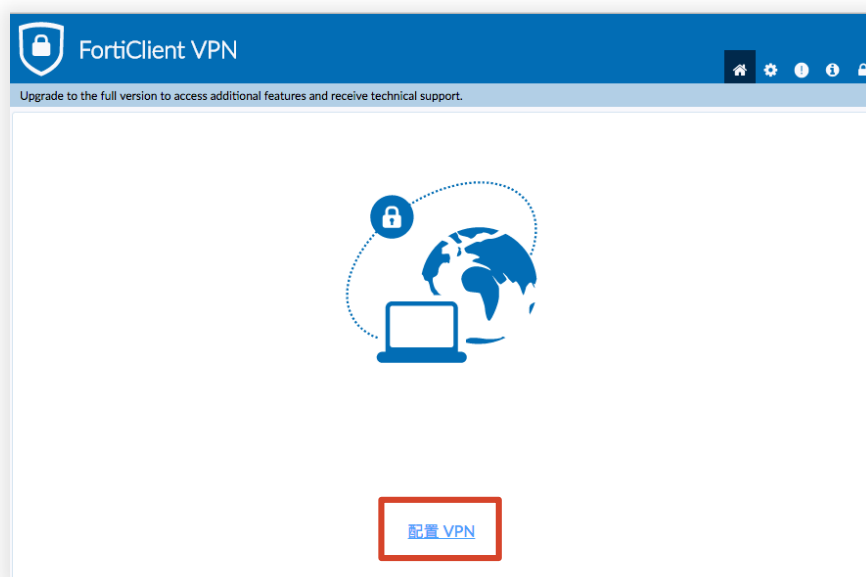 FortiClient VPN
Upgrade to the full version to access additional features and receive technical support.
配置 VPN